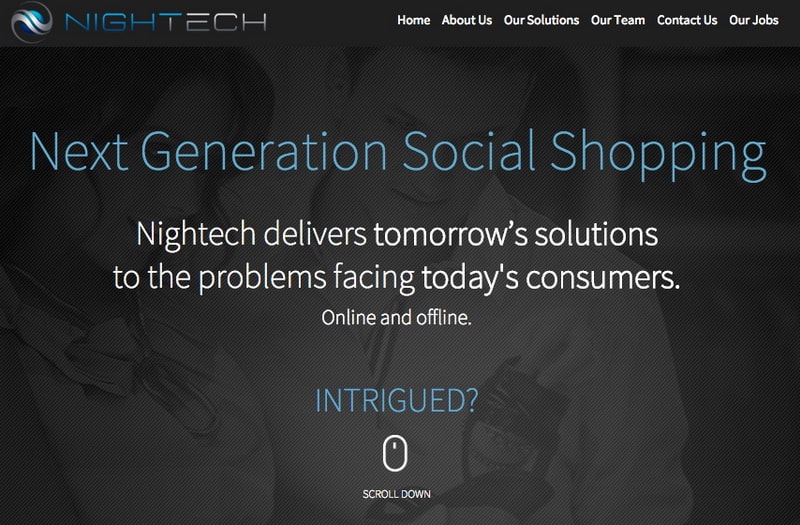 NIGHTECH
Home About Us Our Solutions Our Team Contact Us Our Jobs
Next Generation Social Shopping
Nightech delivers tomorrow’s solutions
to the problems facing today's consumers.
Online and offline.
INTRIGUED?
SCROLL DOWN